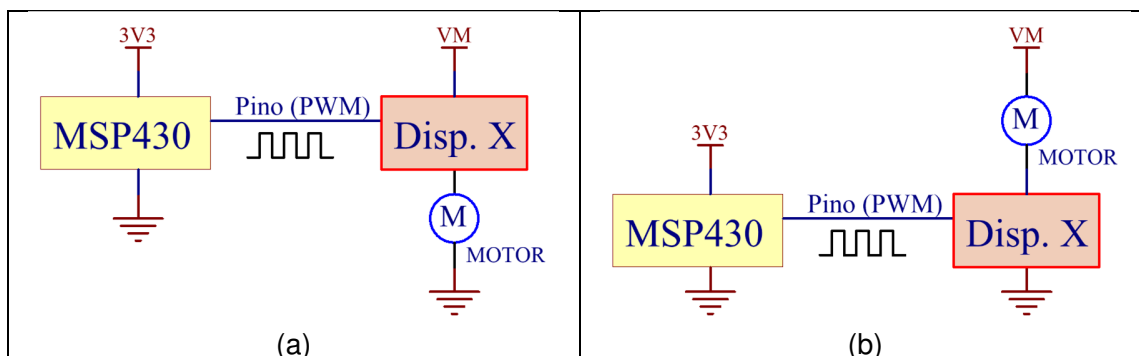 3V3
VM
MSP430
Pino (PWM)
Disp. X
M
MOTOR
(a)
VM
M
MOTOR
3V3
MSP430
Pino (PWM)
Disp. X
(b)